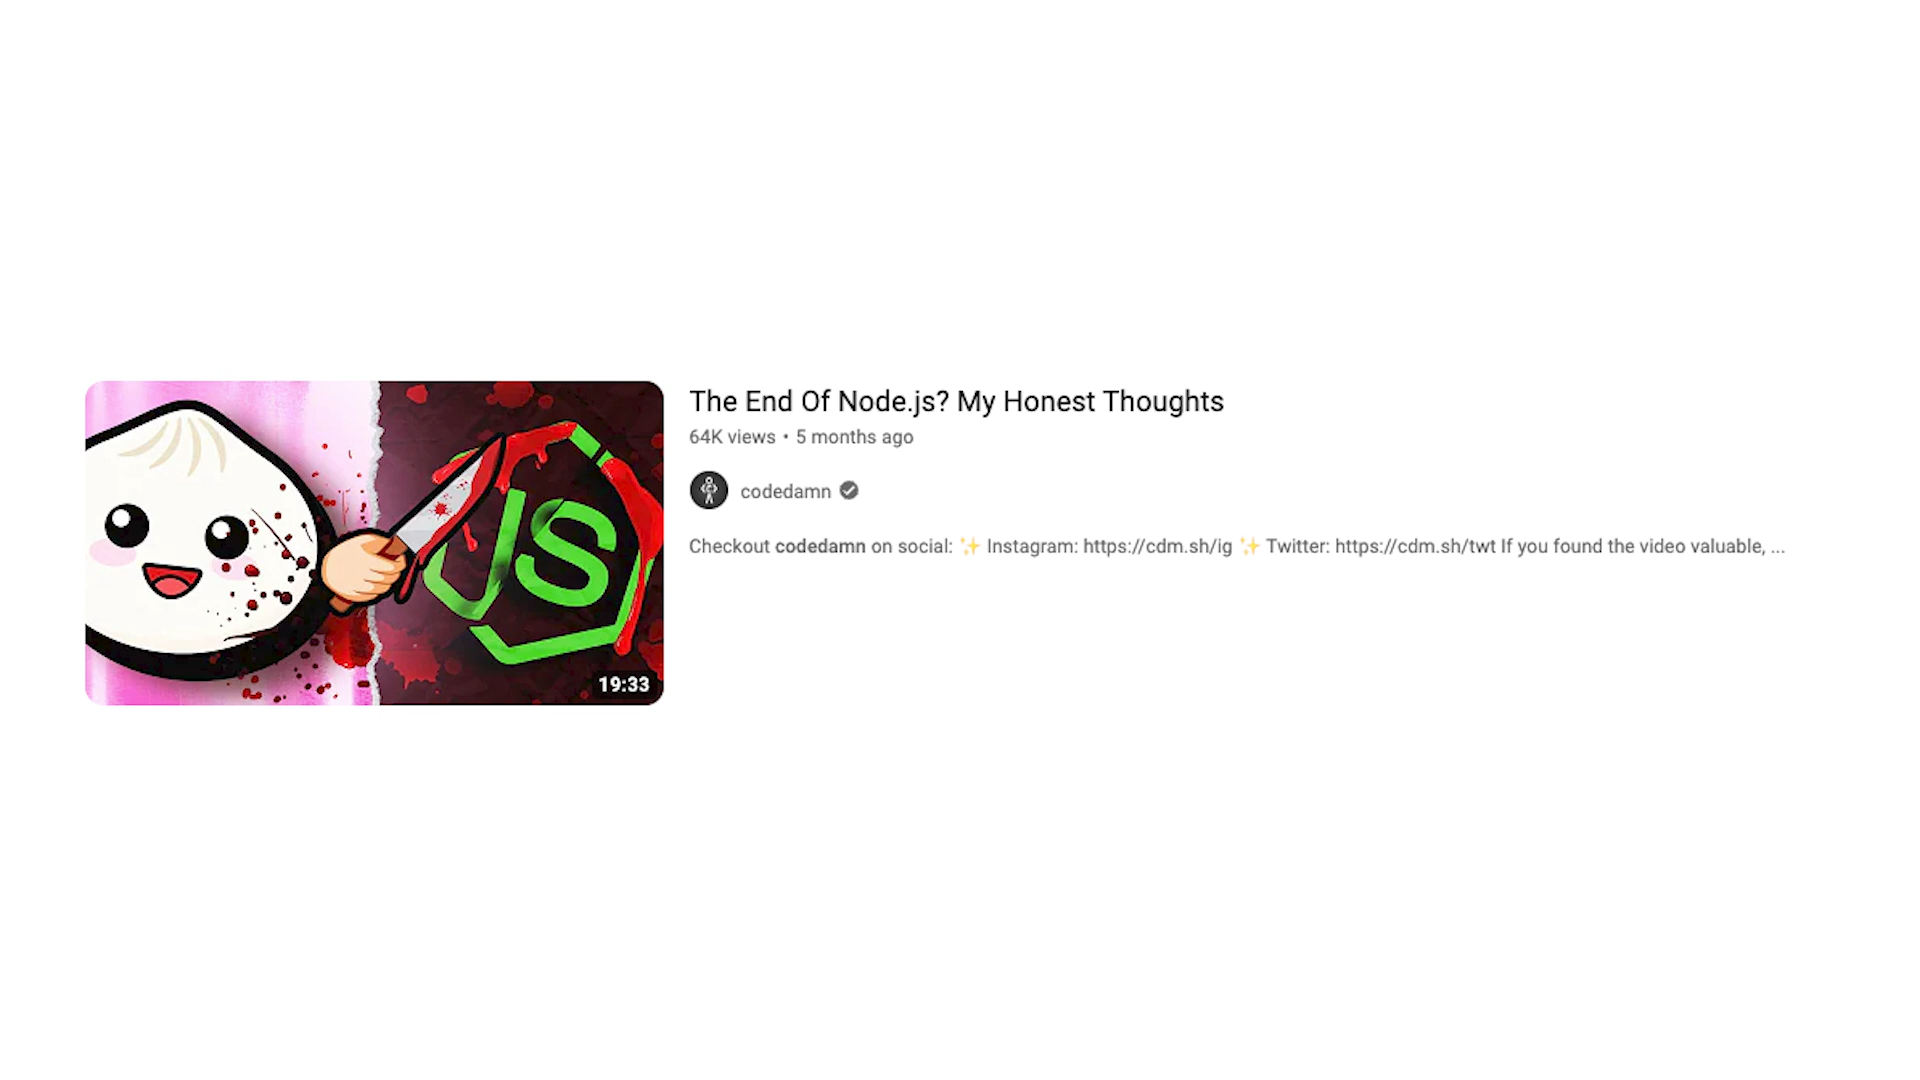 The End Of Node.js? My Honest Thoughts
64K views • 5 months ago
codedamn
Checkout codedamn on social: ✨ Instagram: https://cdm.sh/ig ✨ Twitter: https://cdm.sh/twt If you found the video valuable, ...
JS
19:33